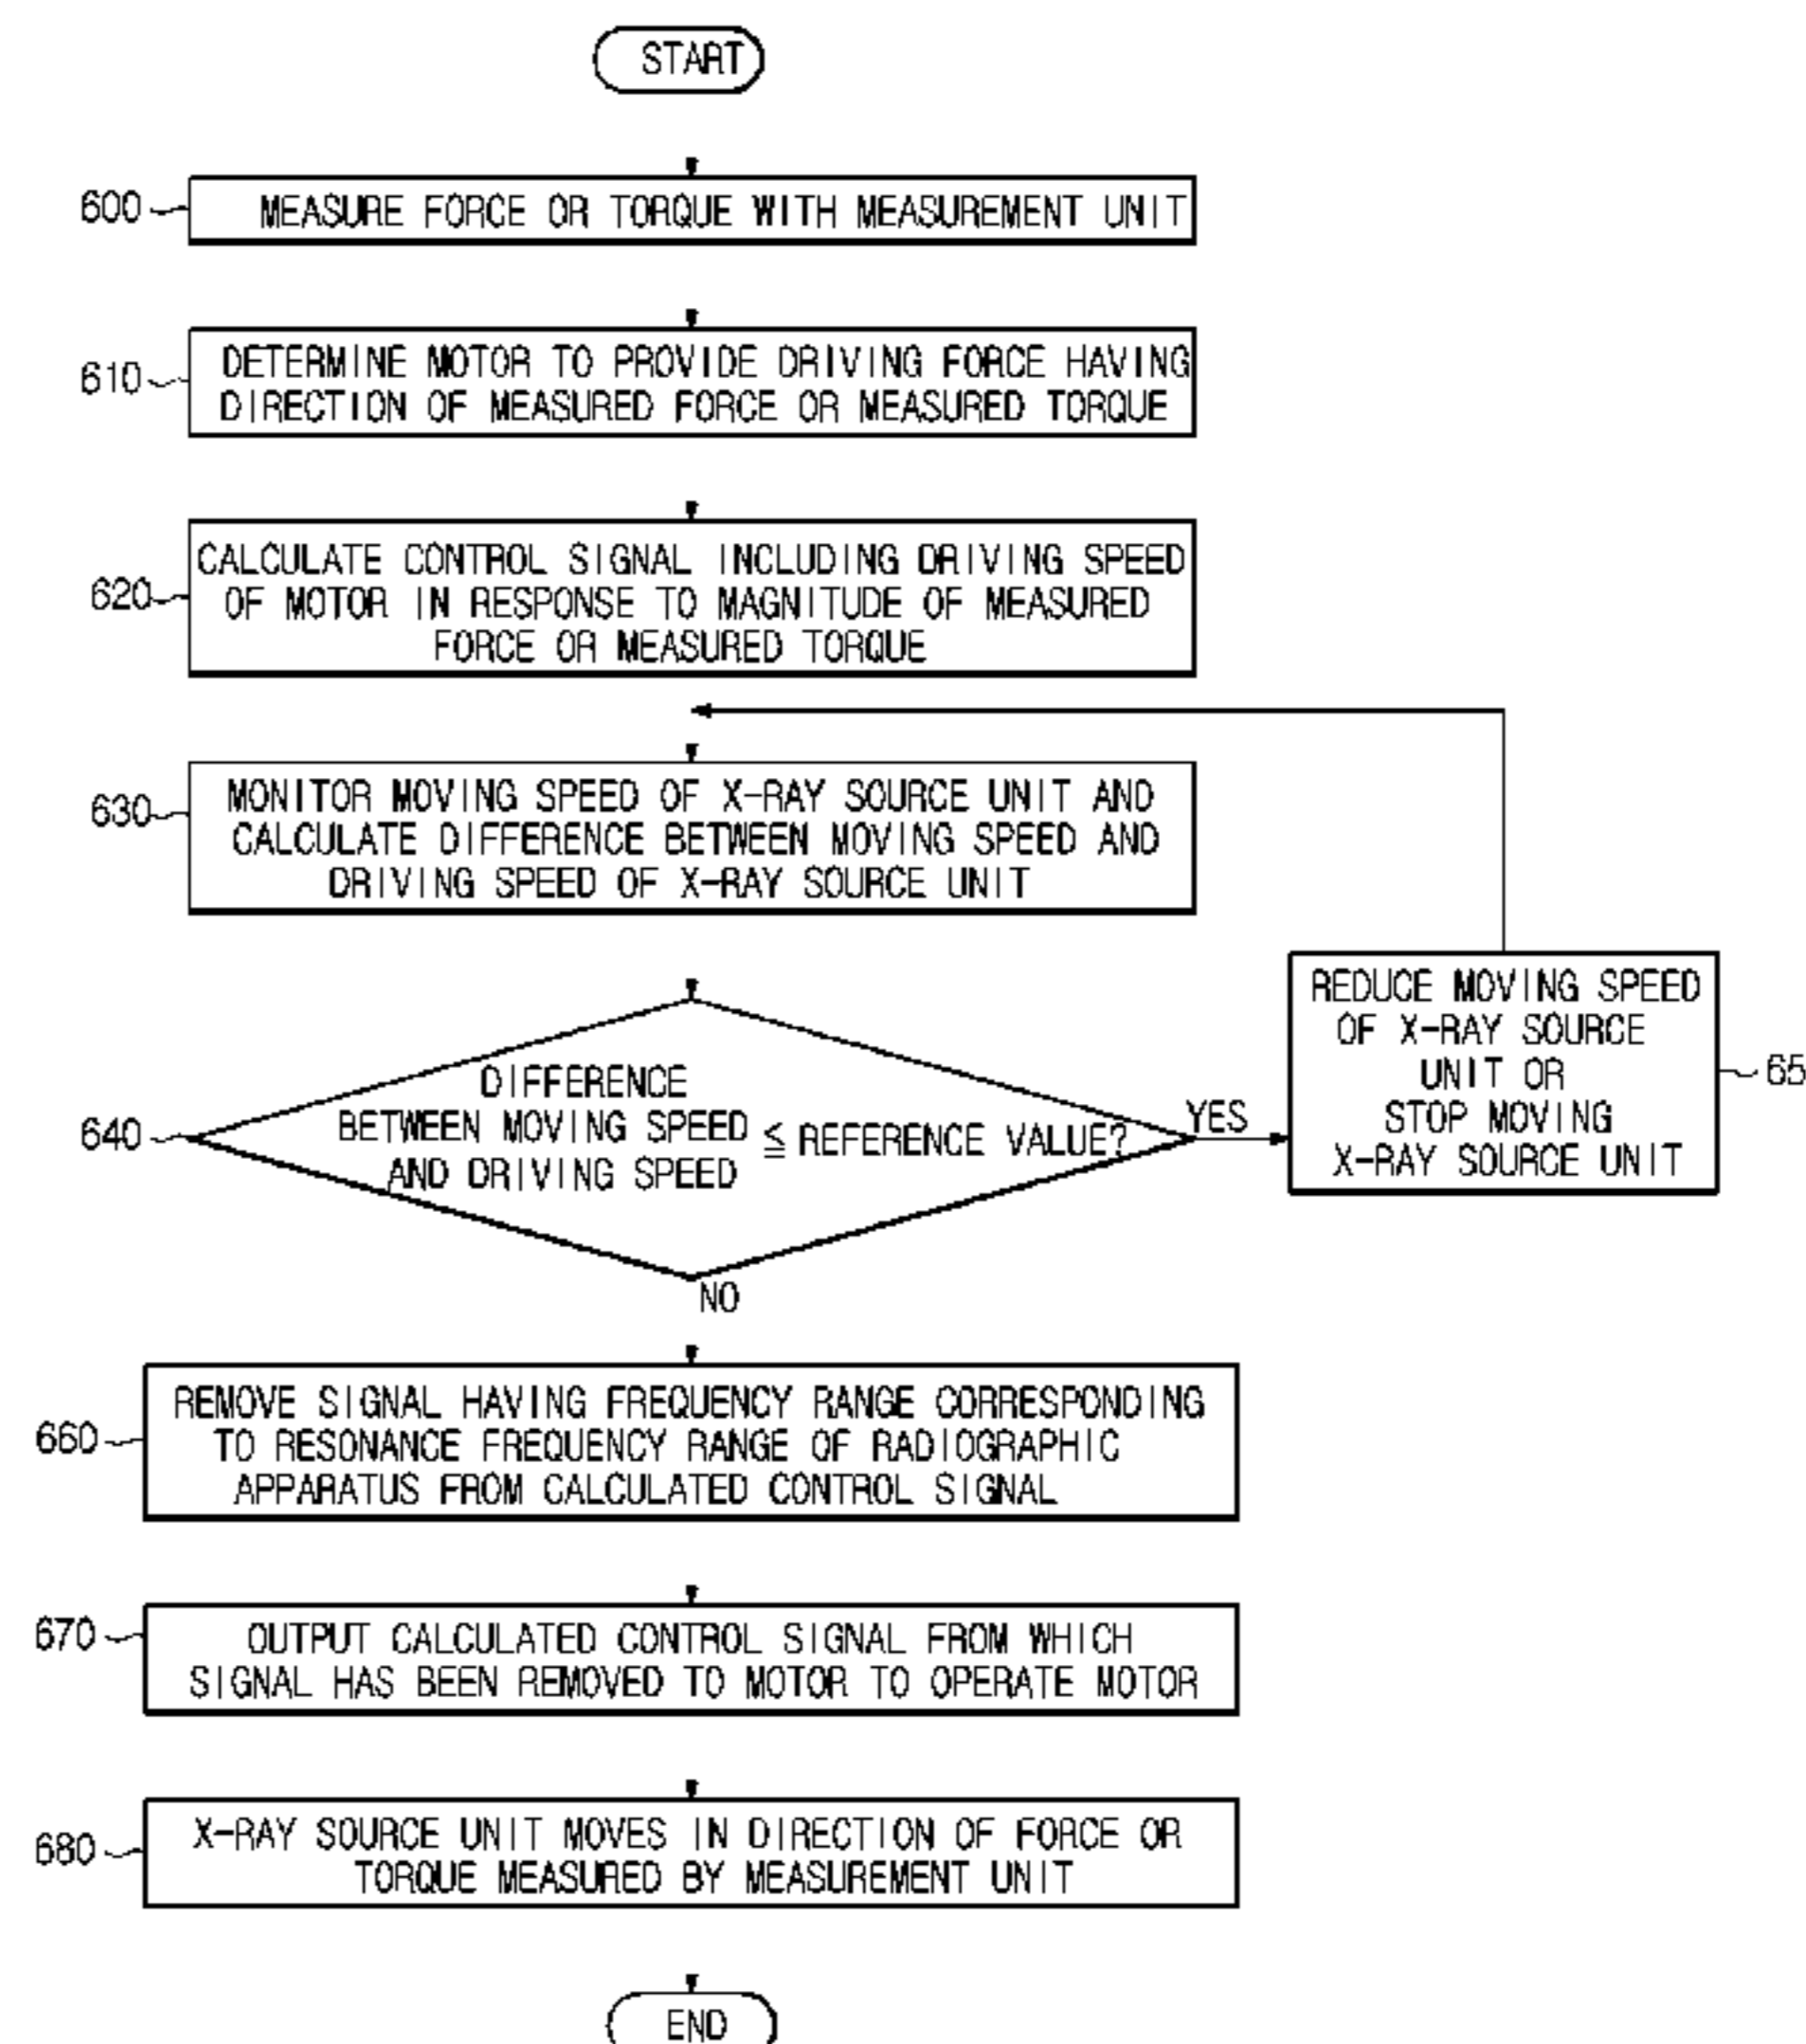 START
600
MEASURE FORCE OR TORQUE WITH MEASUREMENT UNIT
610
DETERMINE MOTOR TO PROVIDE DRIVING FORCE HAVING
DIRECTION OF MEASURED FORCE OR MEASURED TORQUE
620
CALCULATE CONTROL SIGNAL INCLUDING DRIVING SPEED
OF MOTOR IN RESPONSE TO MAGNITUDE OF MEASURED
FORCE OR MEASURED TORQUE
630
MONITOR MOVING SPEED OF X-RAY SOURCE UNIT AND
CALCULATE DIFFERENCE BETWEEN MOVING SPEED AND
DRIVING SPEED OF X-RAY SOURCE UNIT
640
DIFFERENCE
BETWEEN MOVING SPEED
AND DRIVING SPEED
≦ REFERENCE VALUE?
YES
REDUCE MOVING SPEED
OF X-RAY SOURCE
UNIT OR
STOP MOVING
X-RAY SOURCE UNIT
65
NO
660
REMOVE SIGNAL HAVING FREQUENCY RANGE CORRESPONDING
TO RESONANCE FREQUENCY RANGE OF RADIOGRAPHIC
APPARATUS FROM CALCULATED CONTROL SIGNAL
670
OUTPUT CALCULATED CONTROL SIGNAL FROM WHICH
SIGNAL HAS BEEN REMOVED TO MOTOR TO OPERATE MOTOR
680
X-RAY SOURCE UNIT MOVES IN DIRECTION OF FORCE OR
TORQUE MEASURED BY MEASUREMENT UNIT
END